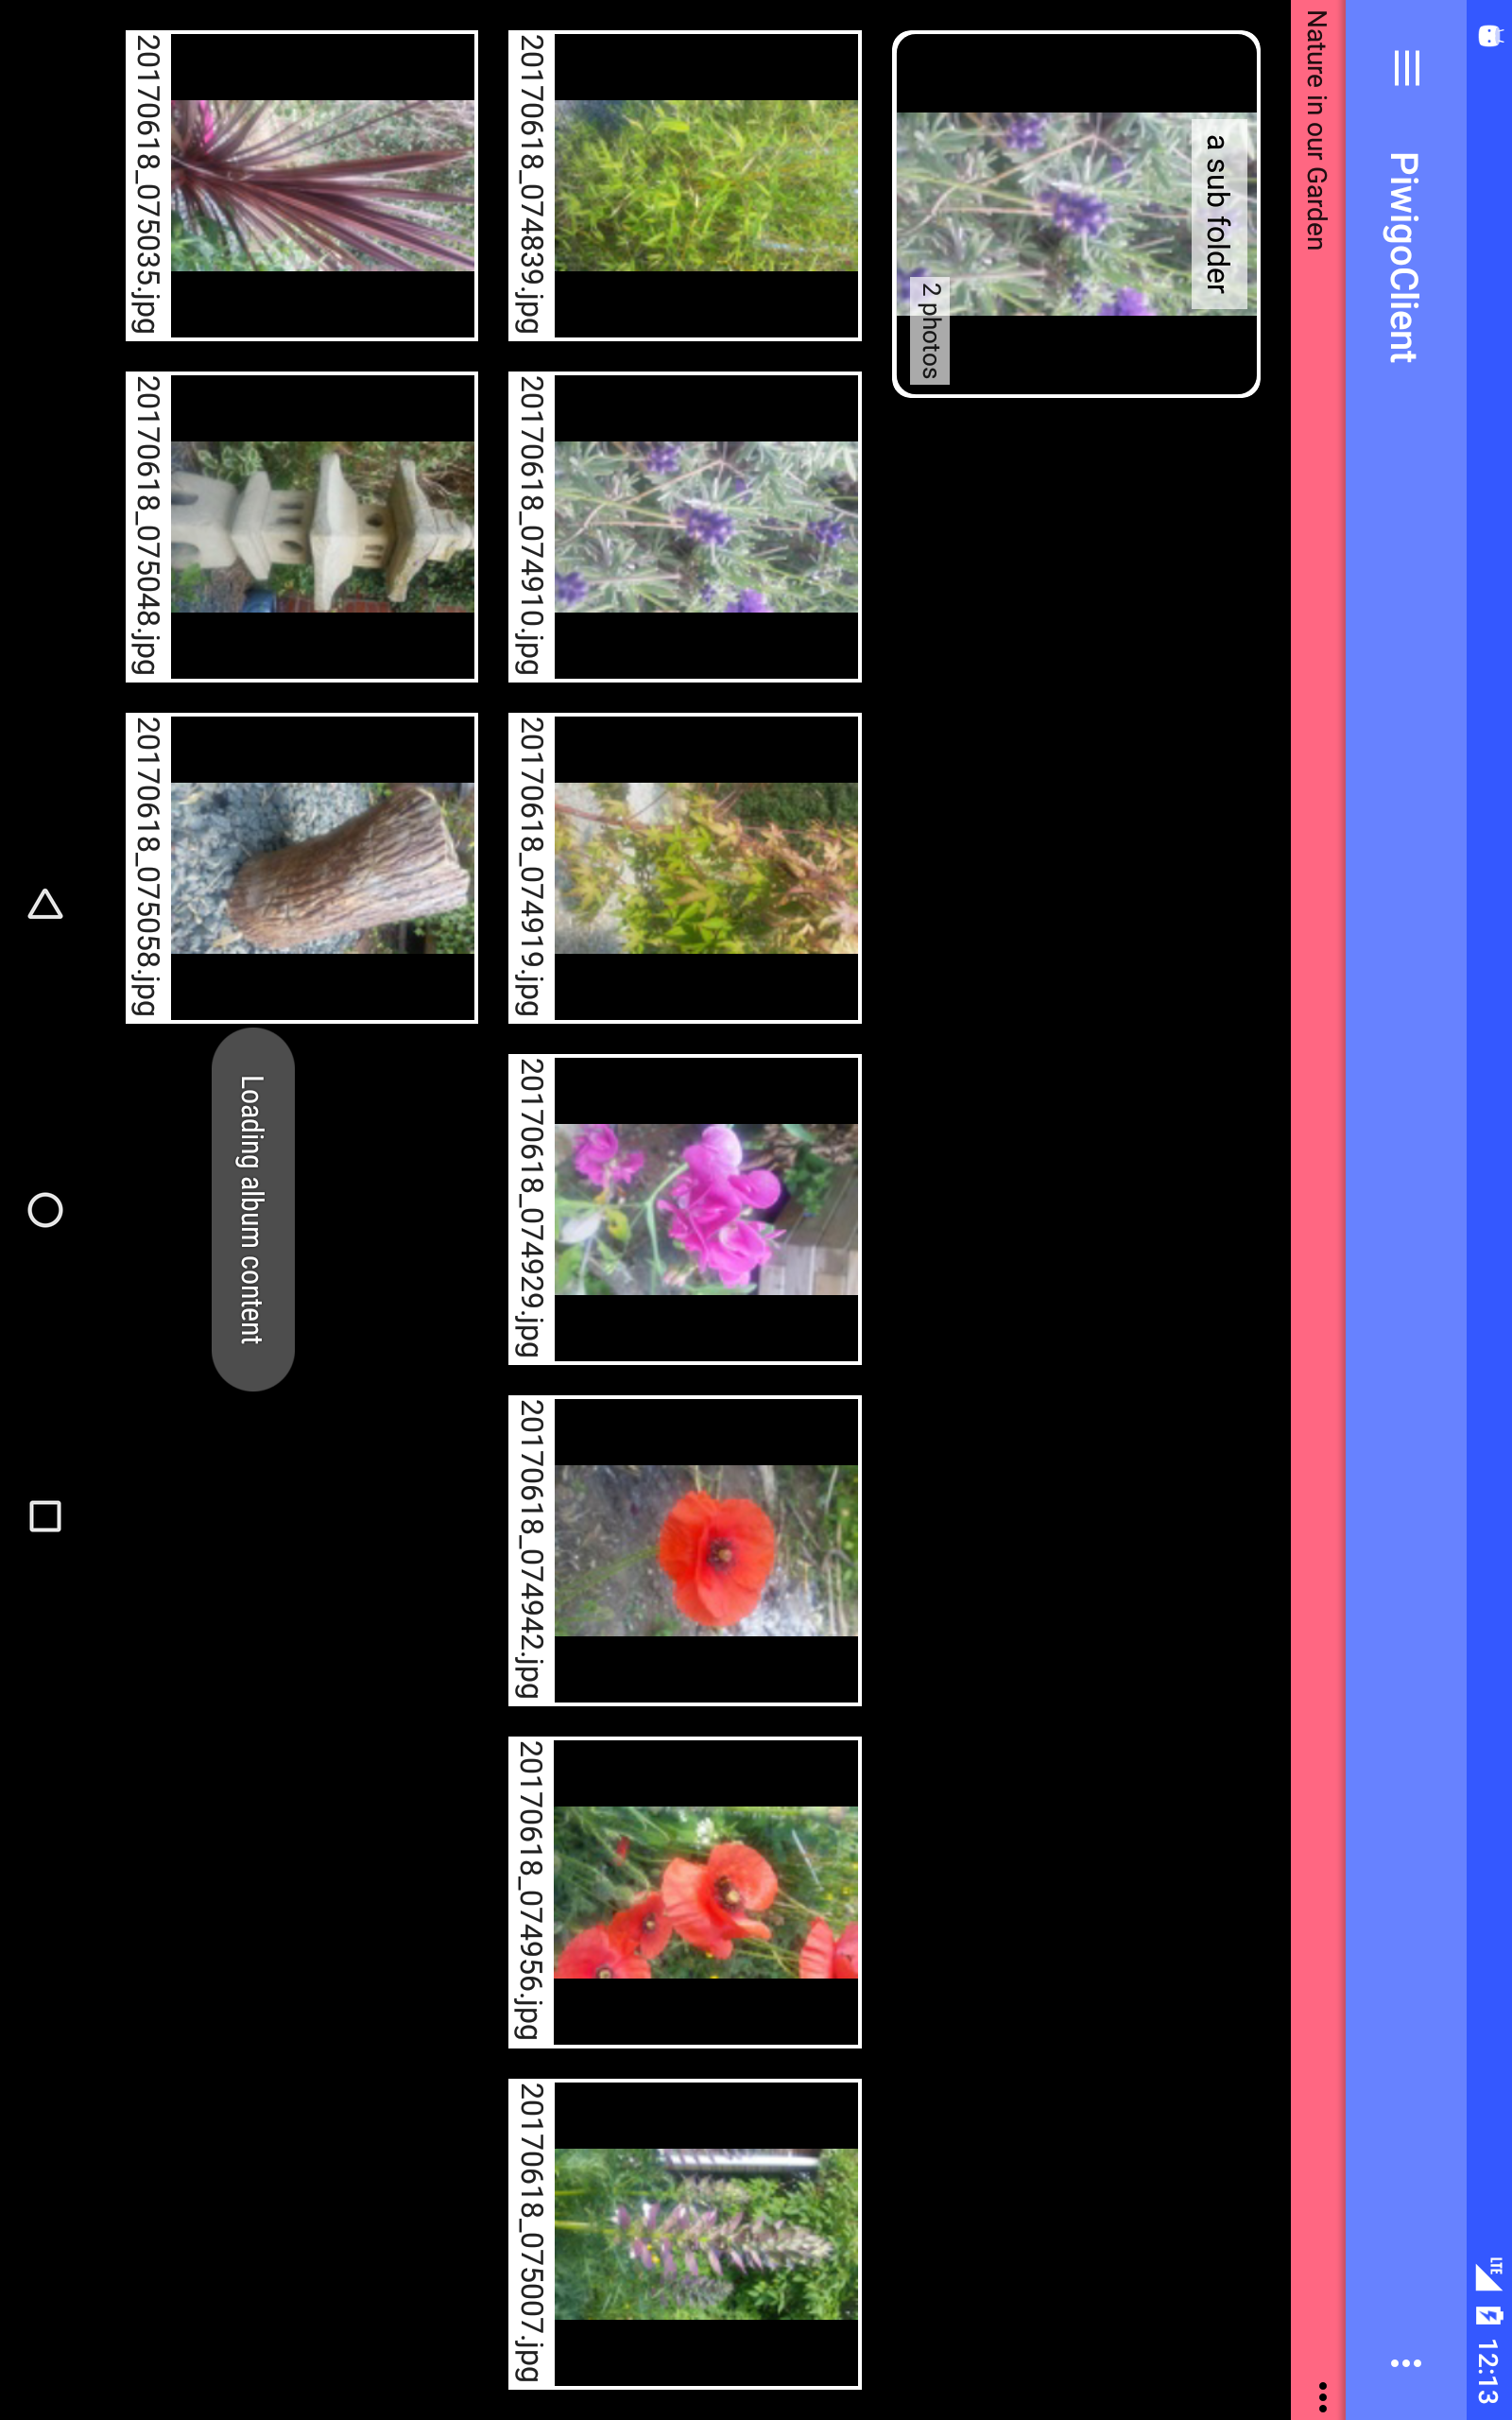 LTE 12:13
PiwigoClient
Nature in our Garden
a sub folder
2 photos
20170618_074839.jpg
20170618_074910.jpg
20170618_074919.jpg
20170618_074929.jpg
20170618_074942.jpg
20170618_074956.jpg
20170618_075007.jpg
20170618_075035.jpg
20170618_075048.jpg
20170618_075058.jpg
Loading album content